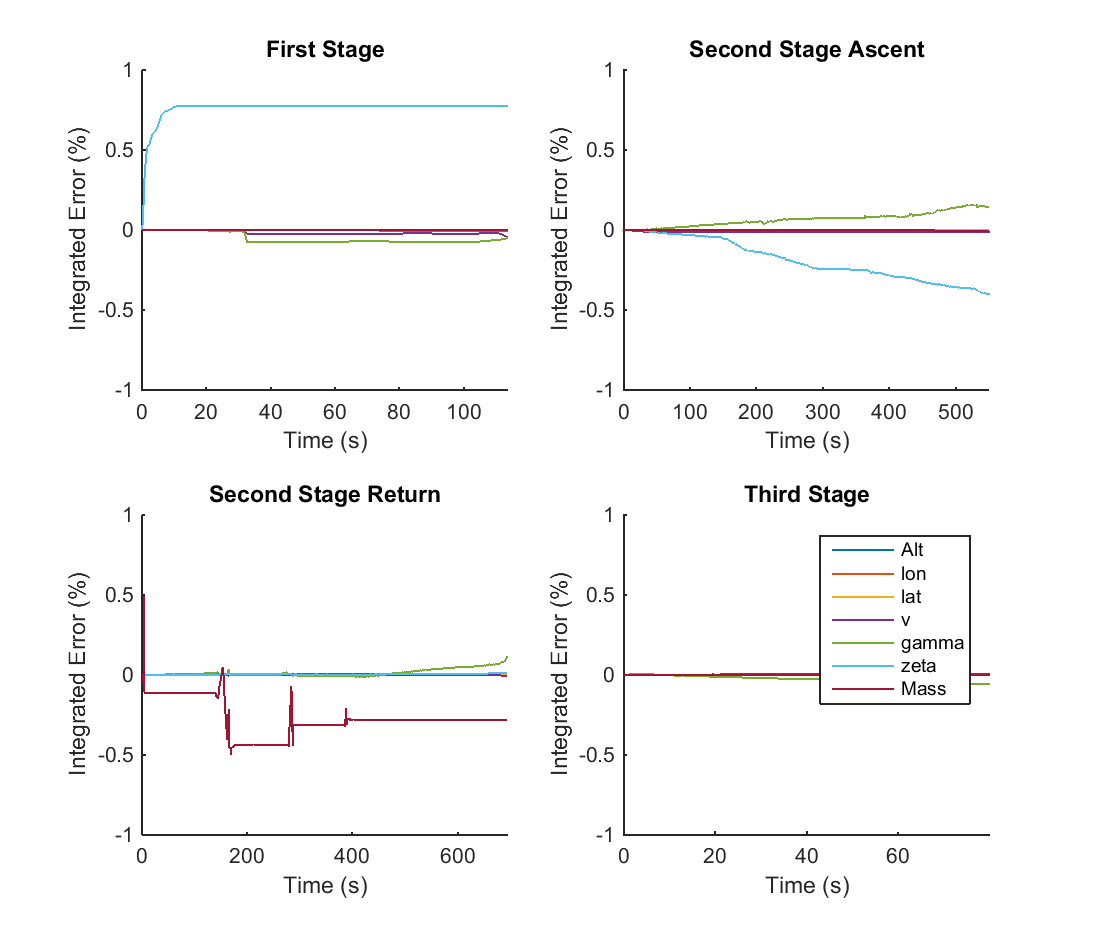 First Stage
1
0.5
0
-0.5
-1
Integrated Error (%)
0 20 40 60 80 100
Time (s)
Second Stage Ascent
1
0.5
0
-0.5
-1
Integrated Error (%)
0 100 200 300 400 500
Time (s)
Second Stage Return
1
0.5
0
-0.5
-1
Integrated Error (%)
0 200 400 600
Time (s)
Third Stage
1
0.5
0
-0.5
-1
Integrated Error (%)
0 20 40 60
Time (s)
Alt
lon
lat
v
gamma
zeta
Mass